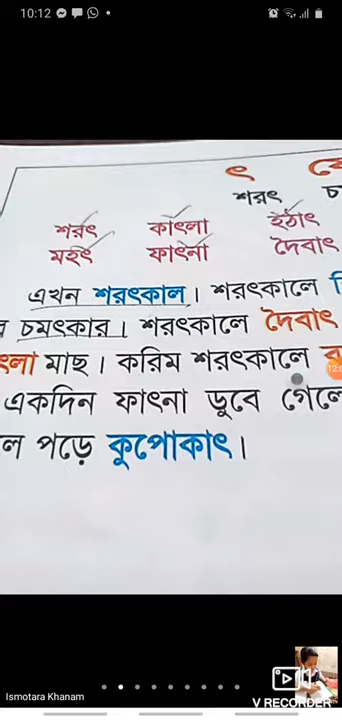 10:12
ৎ
শরৎ
শরৎ কাৎলা হঠাৎ
মহৎ ফাৎনা দৈবাৎ
এখন শরৎকাল। শরৎকালে
চমৎকার। শরৎকালে দৈবাৎ
ৎলা মাছ। করিম শরৎকালে
একদিন ফাৎনা ডুবে গেলে
ল পড়ে কুপোকাৎ।
Ismotara Khanam
V RECORDER